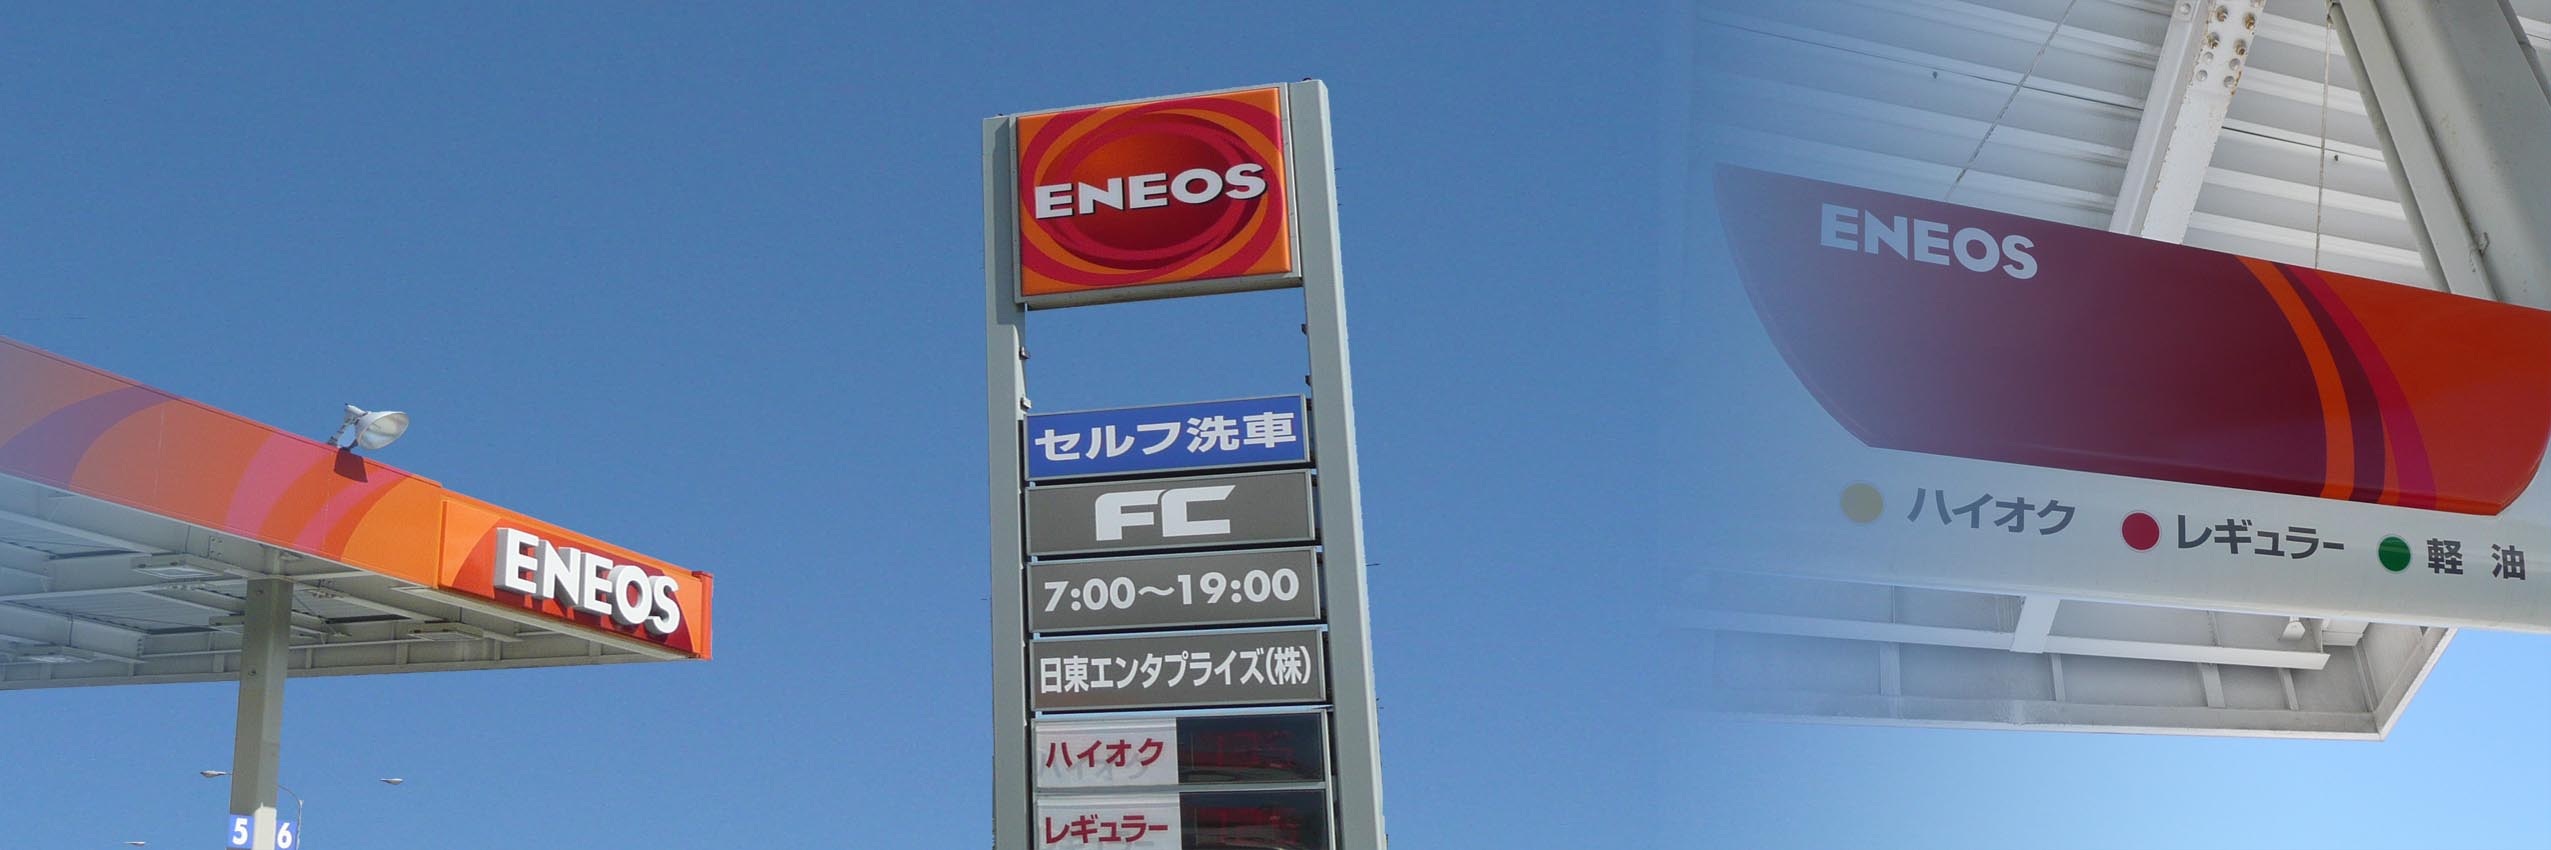 ENEOS
5 6
ENEOS
セルフ洗車
FC
7:00～19:00
日東エンタプライズ(株)
ハイオク
レギュラー
ENEOS
ハイオク レギュラー 軽 油